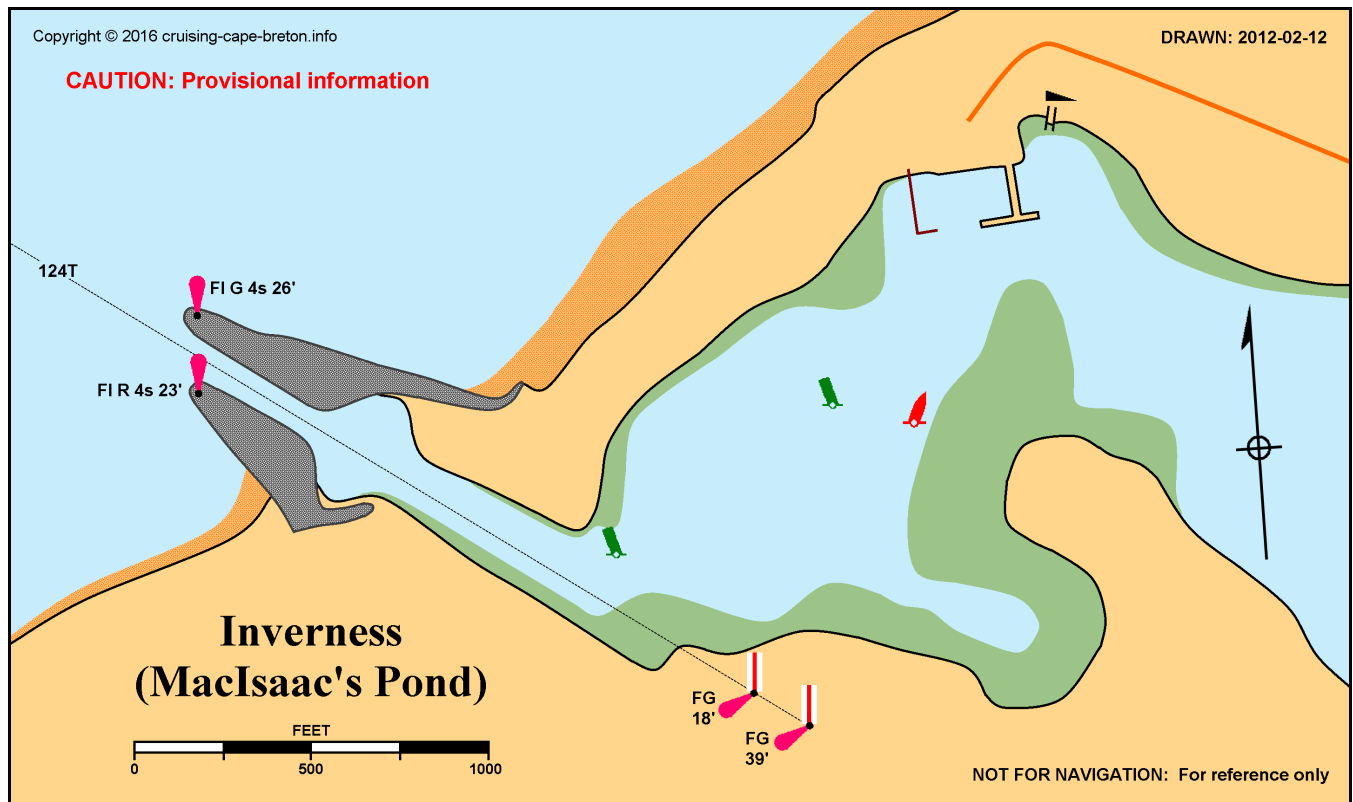 Copyright © 2016 cruising-cape-breton.info
DRAWN: 2012-02-12
CAUTION: Provisional information
124T
Fl G 4s 26'
Fl R 4s 23'
Inverness
(MacIsaac's Pond)
FG
18'
FG
39'
FEET
0 500 1000
NOT FOR NAVIGATION: For reference only